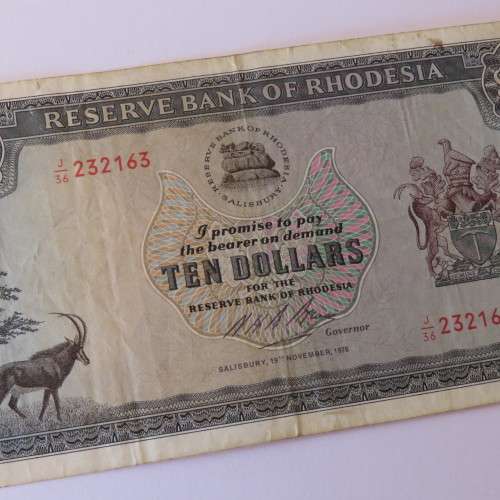 RESERVE BANK OF RHODESIA
J/36 232163
RESERVE BANK OF RHODESIA
SALISBURY
I promise to pay
the bearer on demand
TEN DOLLARS
FOR THE
RESERVE BANK OF RHODESIA
Governor
J/36 23216
SALISBURY, 19TH NOVEMBER, 1976